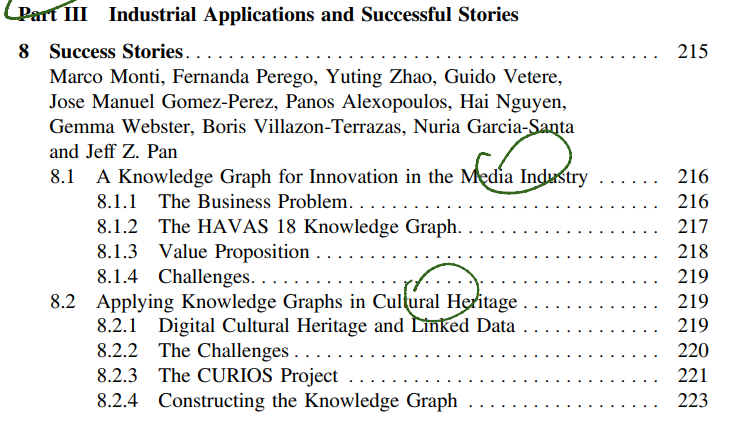 Part III Industrial Applications and Successful Stories
8 Success Stories. . . . . . . . . . . . . . . . . . . . . . . . . . . . . . . . . . . . . . . . . . . . 215
Marco Monti, Fernanda Perego, Yuting Zhao, Guido Vetere,
Jose Manuel Gomez-Perez, Panos Alexopoulos, Hai Nguyen,
Gemma Webster, Boris Villazon-Terrazas, Nuria Garcia-Santa
and Jeff Z. Pan
8.1 A Knowledge Graph for Innovation in the Media Industry . . . . . . 216
8.1.1 The Business Problem. . . . . . . . . . . . . . . . . . . . . . . . . . . . . 216
8.1.2 The HAVAS 18 Knowledge Graph. . . . . . . . . . . . . . . . . . . 217
8.1.3 Value Proposition . . . . . . . . . . . . . . . . . . . . . . . . . . . . . . . . 218
8.1.4 Challenges. . . . . . . . . . . . . . . . . . . . . . . . . . . . . . . . . . . . . . 219
8.2 Applying Knowledge Graphs in Cultural Heritage . . . . . . . . . . . . . 219
8.2.1 Digital Cultural Heritage and Linked Data . . . . . . . . . . . . . 219
8.2.2 The Challenges . . . . . . . . . . . . . . . . . . . . . . . . . . . . . . . . . . 220
8.2.3 The CURIOS Project . . . . . . . . . . . . . . . . . . . . . . . . . . . . . 221
8.2.4 Constructing the Knowledge Graph . . . . . . . . . . . . . . . . . . 223